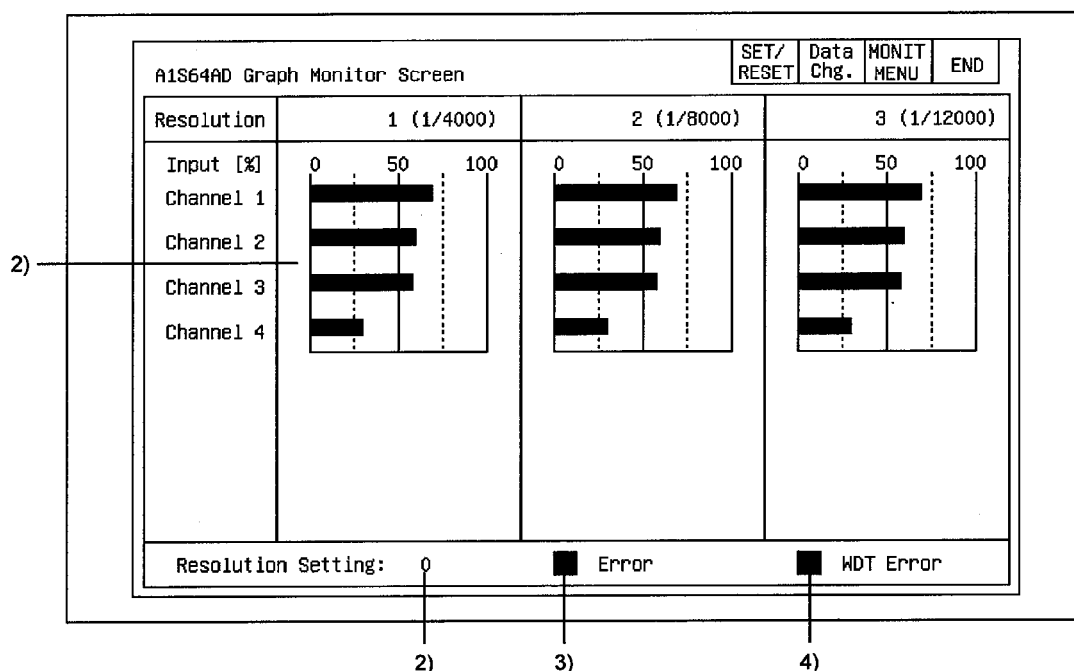 A1S64AD Graph Monitor Screen
SET/
RESET
Data
Chg.
MONIT
MENU
END
Resolution
1 (1/4000)
2 (1/8000)
3 (1/12000)
Input [%]
0 50 100
0 50 100
0 50 100
Channel 1
Channel 2
2)
Channel 3
Channel 4
Resolution Setting: 0
Error
WDT Error
2)
3)
4)